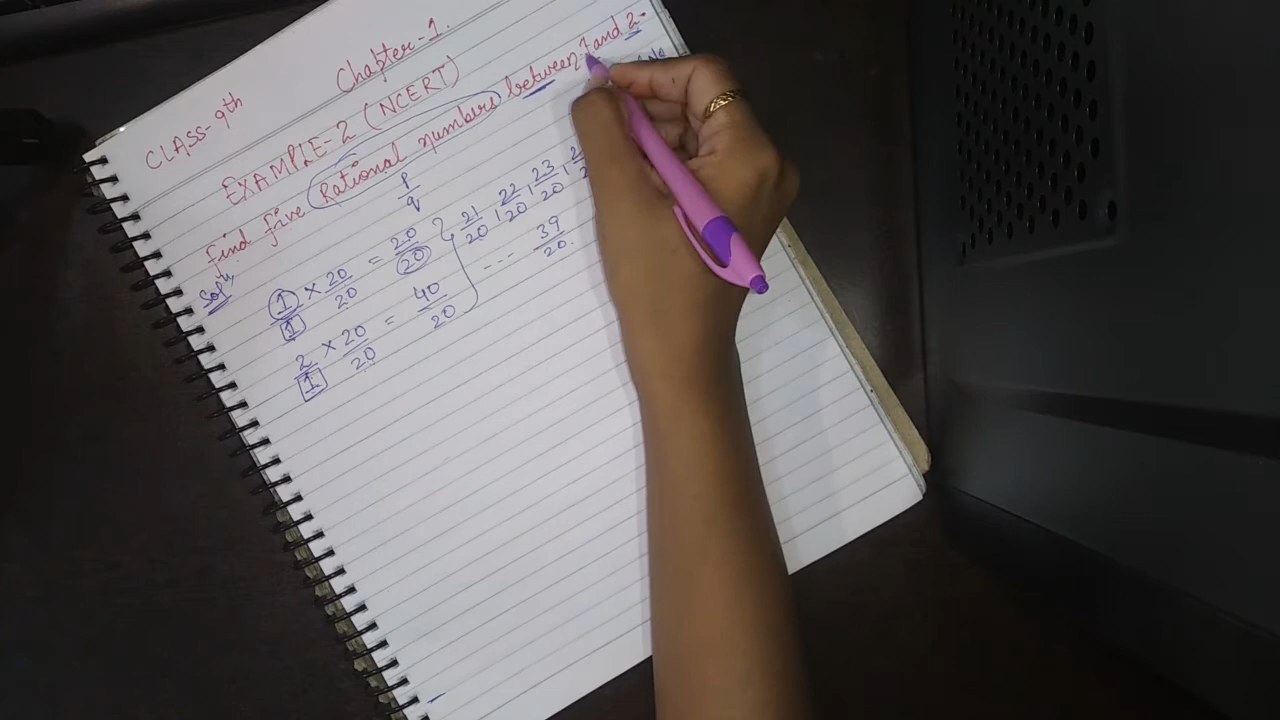 Chapter-1.
CLASS-9th
EXAMPLE-2 (NCERT)
Find five Rational numbers between 1 and 2.
p/q
Solⁿ,
1/1 × 20/20 = 20/20
2/1 × 20/20 = 40/20
21/20, 22/20, 23/20,
--- 39/20.